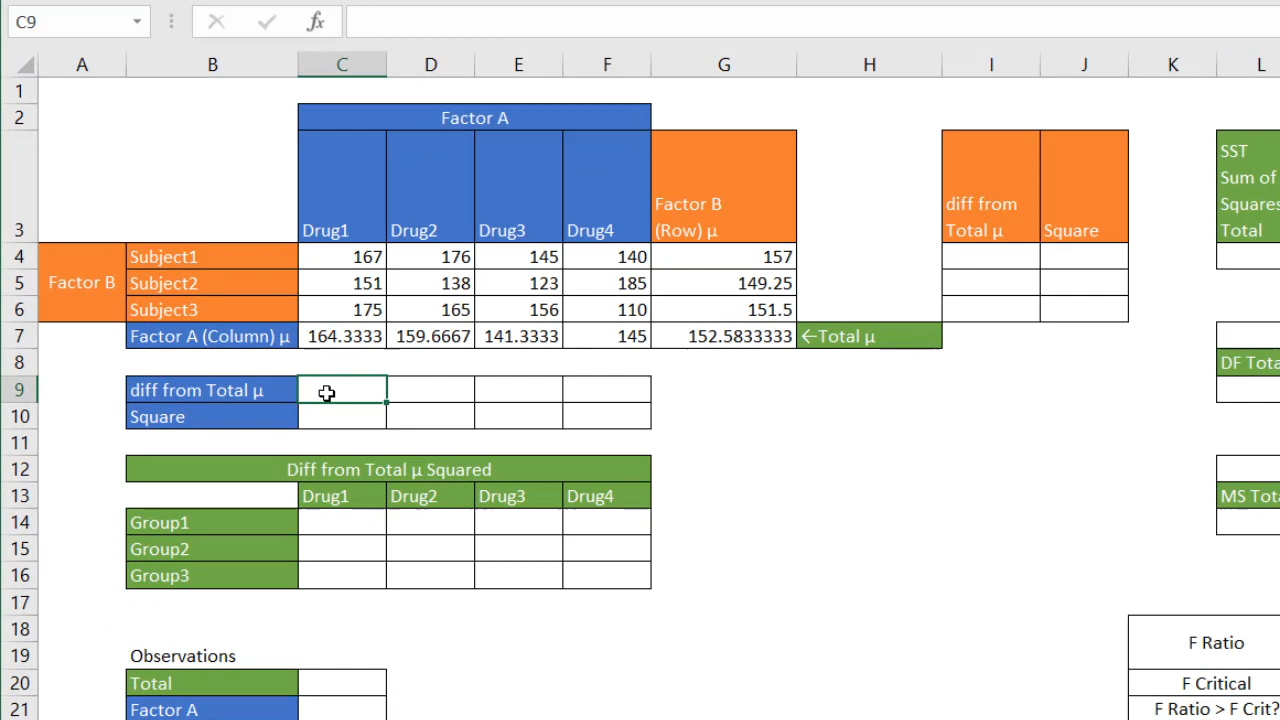 C9 fx
A B C D E F G H I J K L
1
2 Factor A
3 Drug1 Drug2 Drug3 Drug4 Factor B (Row) µ diff from Total µ Square SST Sum of Squares Total
4 Factor B Subject1 167 176 145 140 157
5 Subject2 151 138 123 185 149.25
6 Subject3 175 165 156 110 151.5
7 Factor A (Column) µ 164.3333 159.6667 141.3333 145 152.5833333 ←Total µ
8 DF Tota
9 diff from Total µ
10 Square
11
12 Diff from Total µ Squared
13 Drug1 Drug2 Drug3 Drug4 MS Tota
14 Group1
15 Group2
16 Group3
17
18 F Ratio
19 Observations
20 Total F Critical
21 Factor A F Ratio > F Crit?